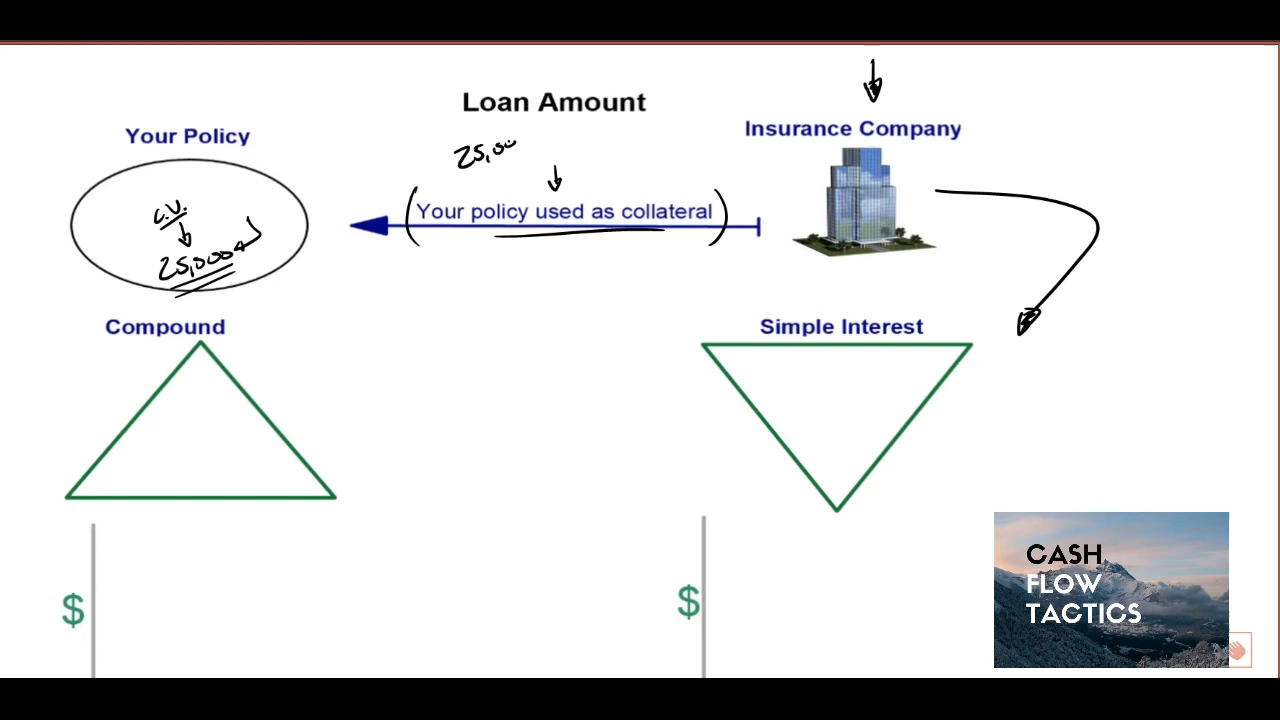 Loan Amount
Your Policy
Insurance Company
25,00
c.v.
25,000
Your policy used as collateral
Compound
Simple Interest
$
$
CASH
FLOW
TACTICS